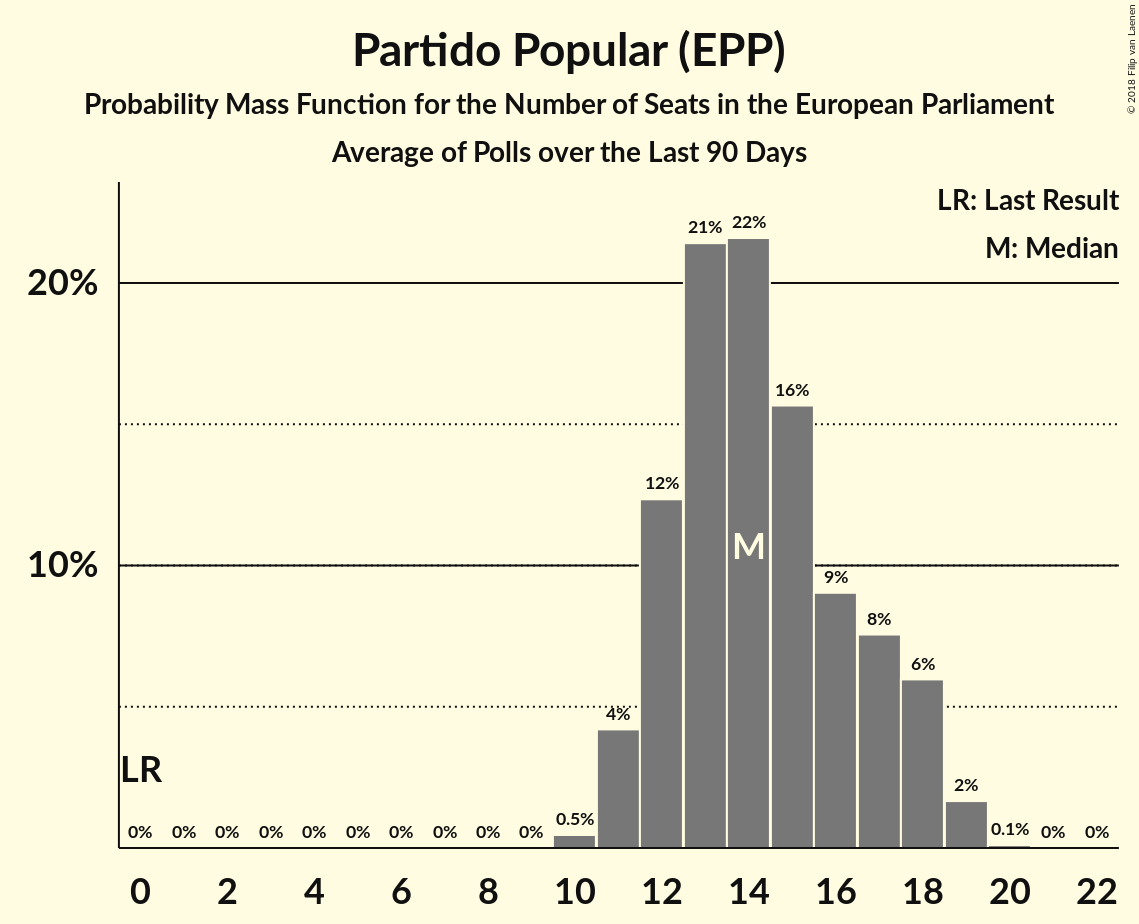 Partido Popular (EPP)
Probability Mass Function for the Number of Seats in the European Parliament
Average of Polls over the Last 90 Days
© 2018 Filip van Laenen
LR: Last Result
M: Median
20%
10%
21%
22%
16%
12%
9%
8%
6%
4%
2%
0.5%
0.1%
M
LR
0% 0% 0% 0% 0% 0% 0% 0% 0% 0% 0% 0%
0 2 4 6 8 10 12 14 16 18 20 22